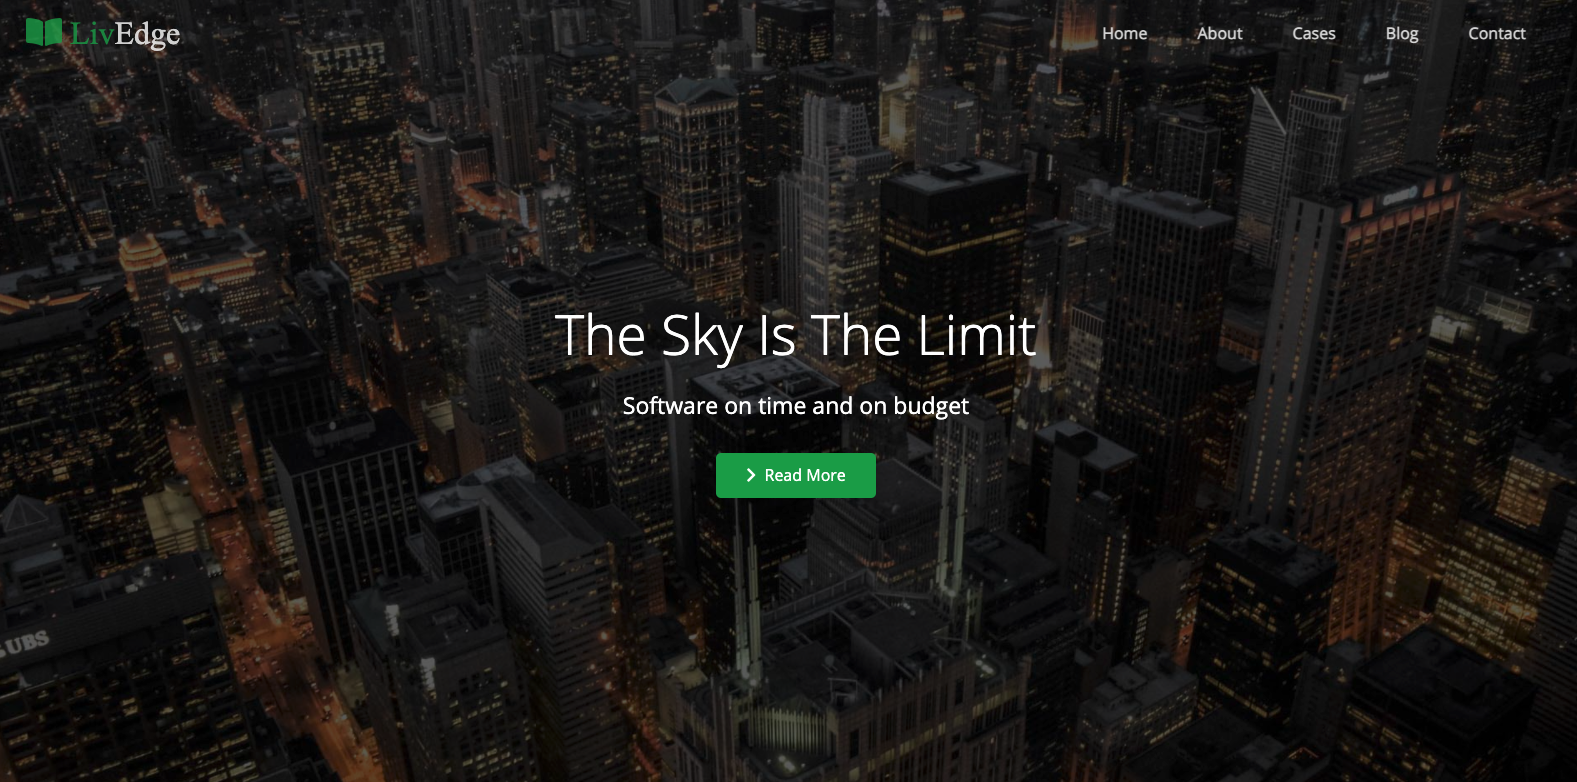 LivEdge
Home
About
Cases
Blog
Contact
The Sky Is The Limit
Software on time and on budget
Read More
UBS